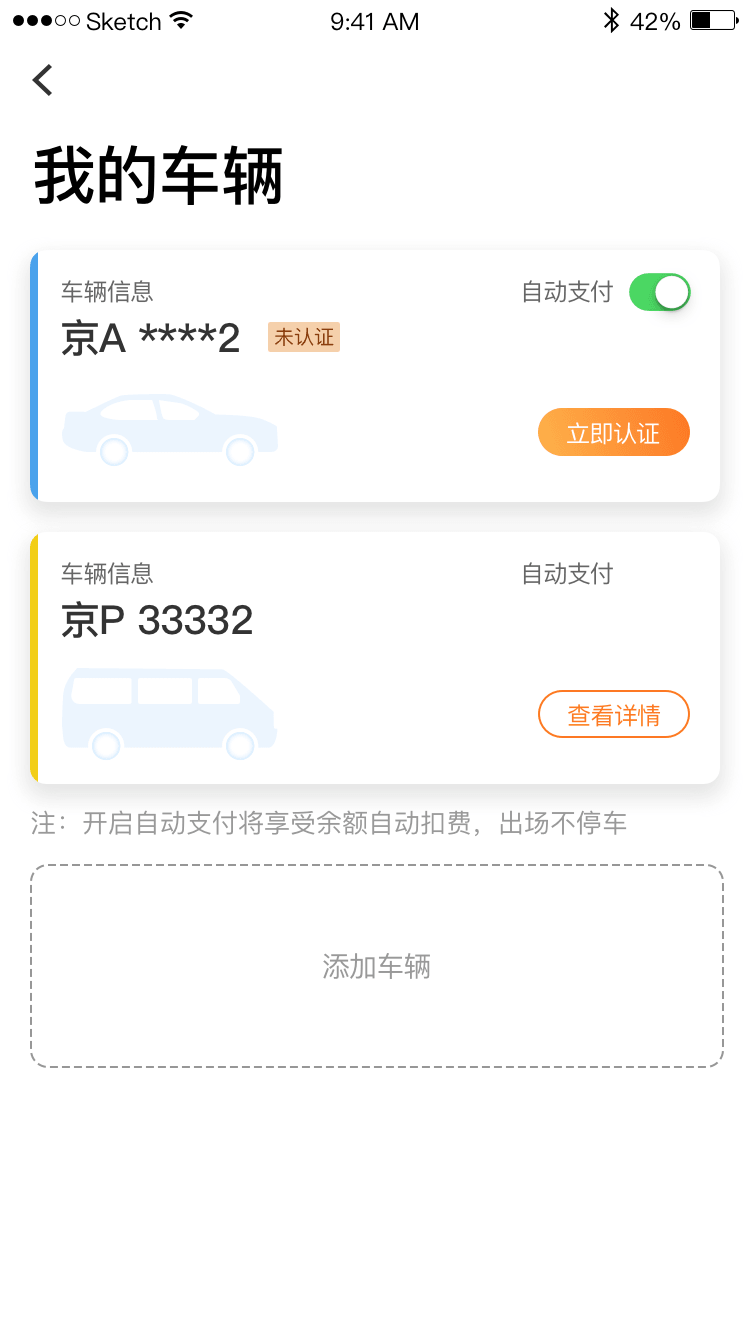 Sketch 9:41 AM 42%
我的车辆
车辆信息 自动支付
京A ****2 未认证
立即认证
车辆信息 自动支付
京P 33332
查看详情
注：开启自动支付将享受余额自动扣费，出场不停车
添加车辆